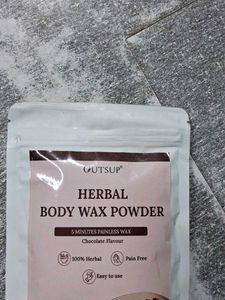 OUTSUP®
HERBAL
BODY WAX POWDER
5 MINUTES PAINLESS WAX
Chocolate Flavour
100% Herbal
Pain Free
Easy to use